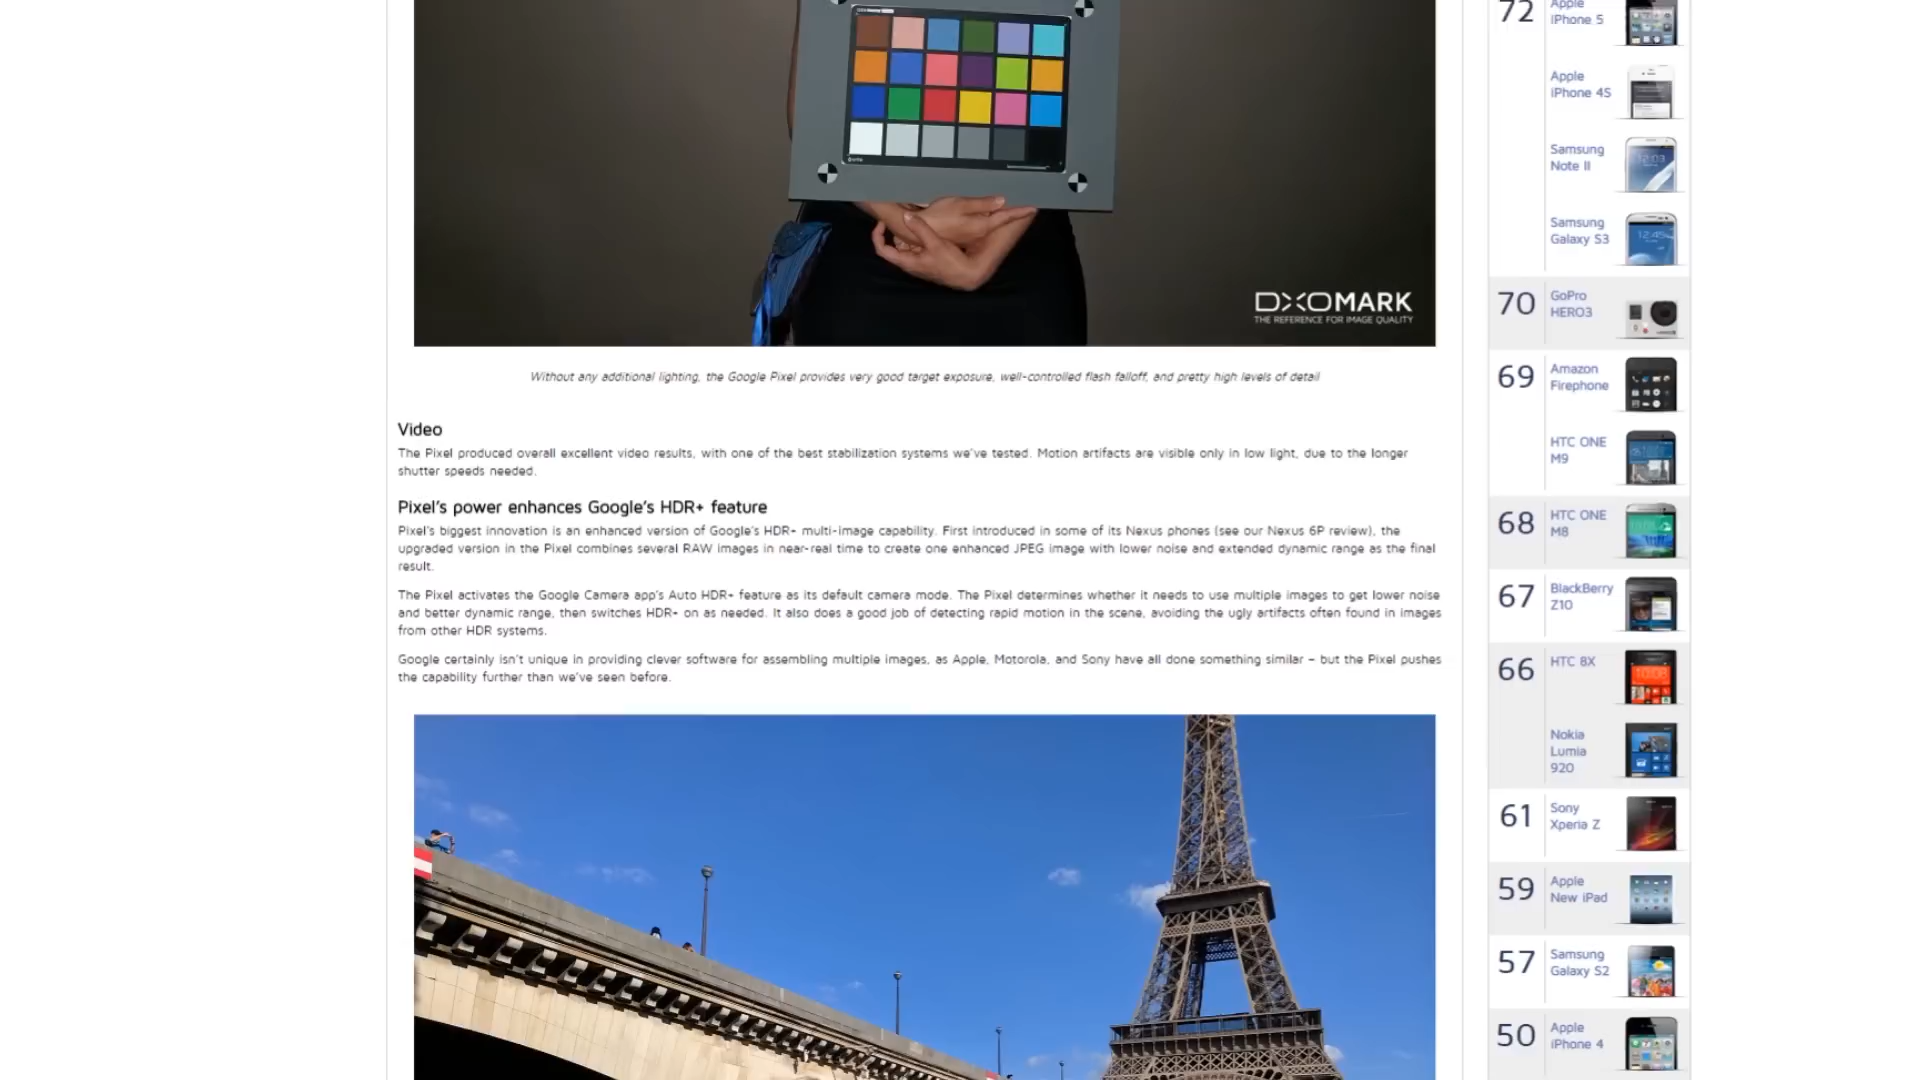 DXOMARK
THE REFERENCE FOR IMAGE QUALITY
Without any additional lighting, the Google Pixel provides very good target exposure, well-controlled flash falloff, and pretty high levels of detail
Video
The Pixel produced overall excellent video results, with one of the best stabilization systems we've tested. Motion artifacts are visible only in low light, due to the longer
shutter speeds needed.
Pixel's power enhances Google's HDR+ feature
Pixel's biggest innovation is an enhanced version of Google's HDR+ multi-image capability. First introduced in some of its Nexus phones (see our Nexus 6P review), the
upgraded version in the Pixel combines several RAW images in near-real time to create one enhanced JPEG image with lower noise and extended dynamic range as the final
result.
The Pixel activates the Google Camera app's Auto HDR+ feature as its default camera mode. The Pixel determines whether it needs to use multiple images to get lower noise
and better dynamic range, then switches HDR+ on as needed. It also does a good job of detecting rapid motion in the scene, avoiding the ugly artifacts often found in images
from other HDR systems.
Google certainly isn't unique in providing clever software for assembling multiple images, as Apple, Motorola, and Sony have all done something similar – but the Pixel pushes
the capability further than we've seen before.
72
Apple
iPhone 5
Apple
iPhone 4S
Samsung
Note II
12:03
Samsung
Galaxy S3
12:45
70
GoPro
HERO3
69
Amazon
Firephone
HTC ONE
M9
68
HTC ONE
M8
67
BlackBerry
Z10
66
HTC 8X
10:08
Nokia
Lumia
920
61
Sony
Xperia Z
59
Apple
New iPad
57
Samsung
Galaxy S2
50
Apple
iPhone 4